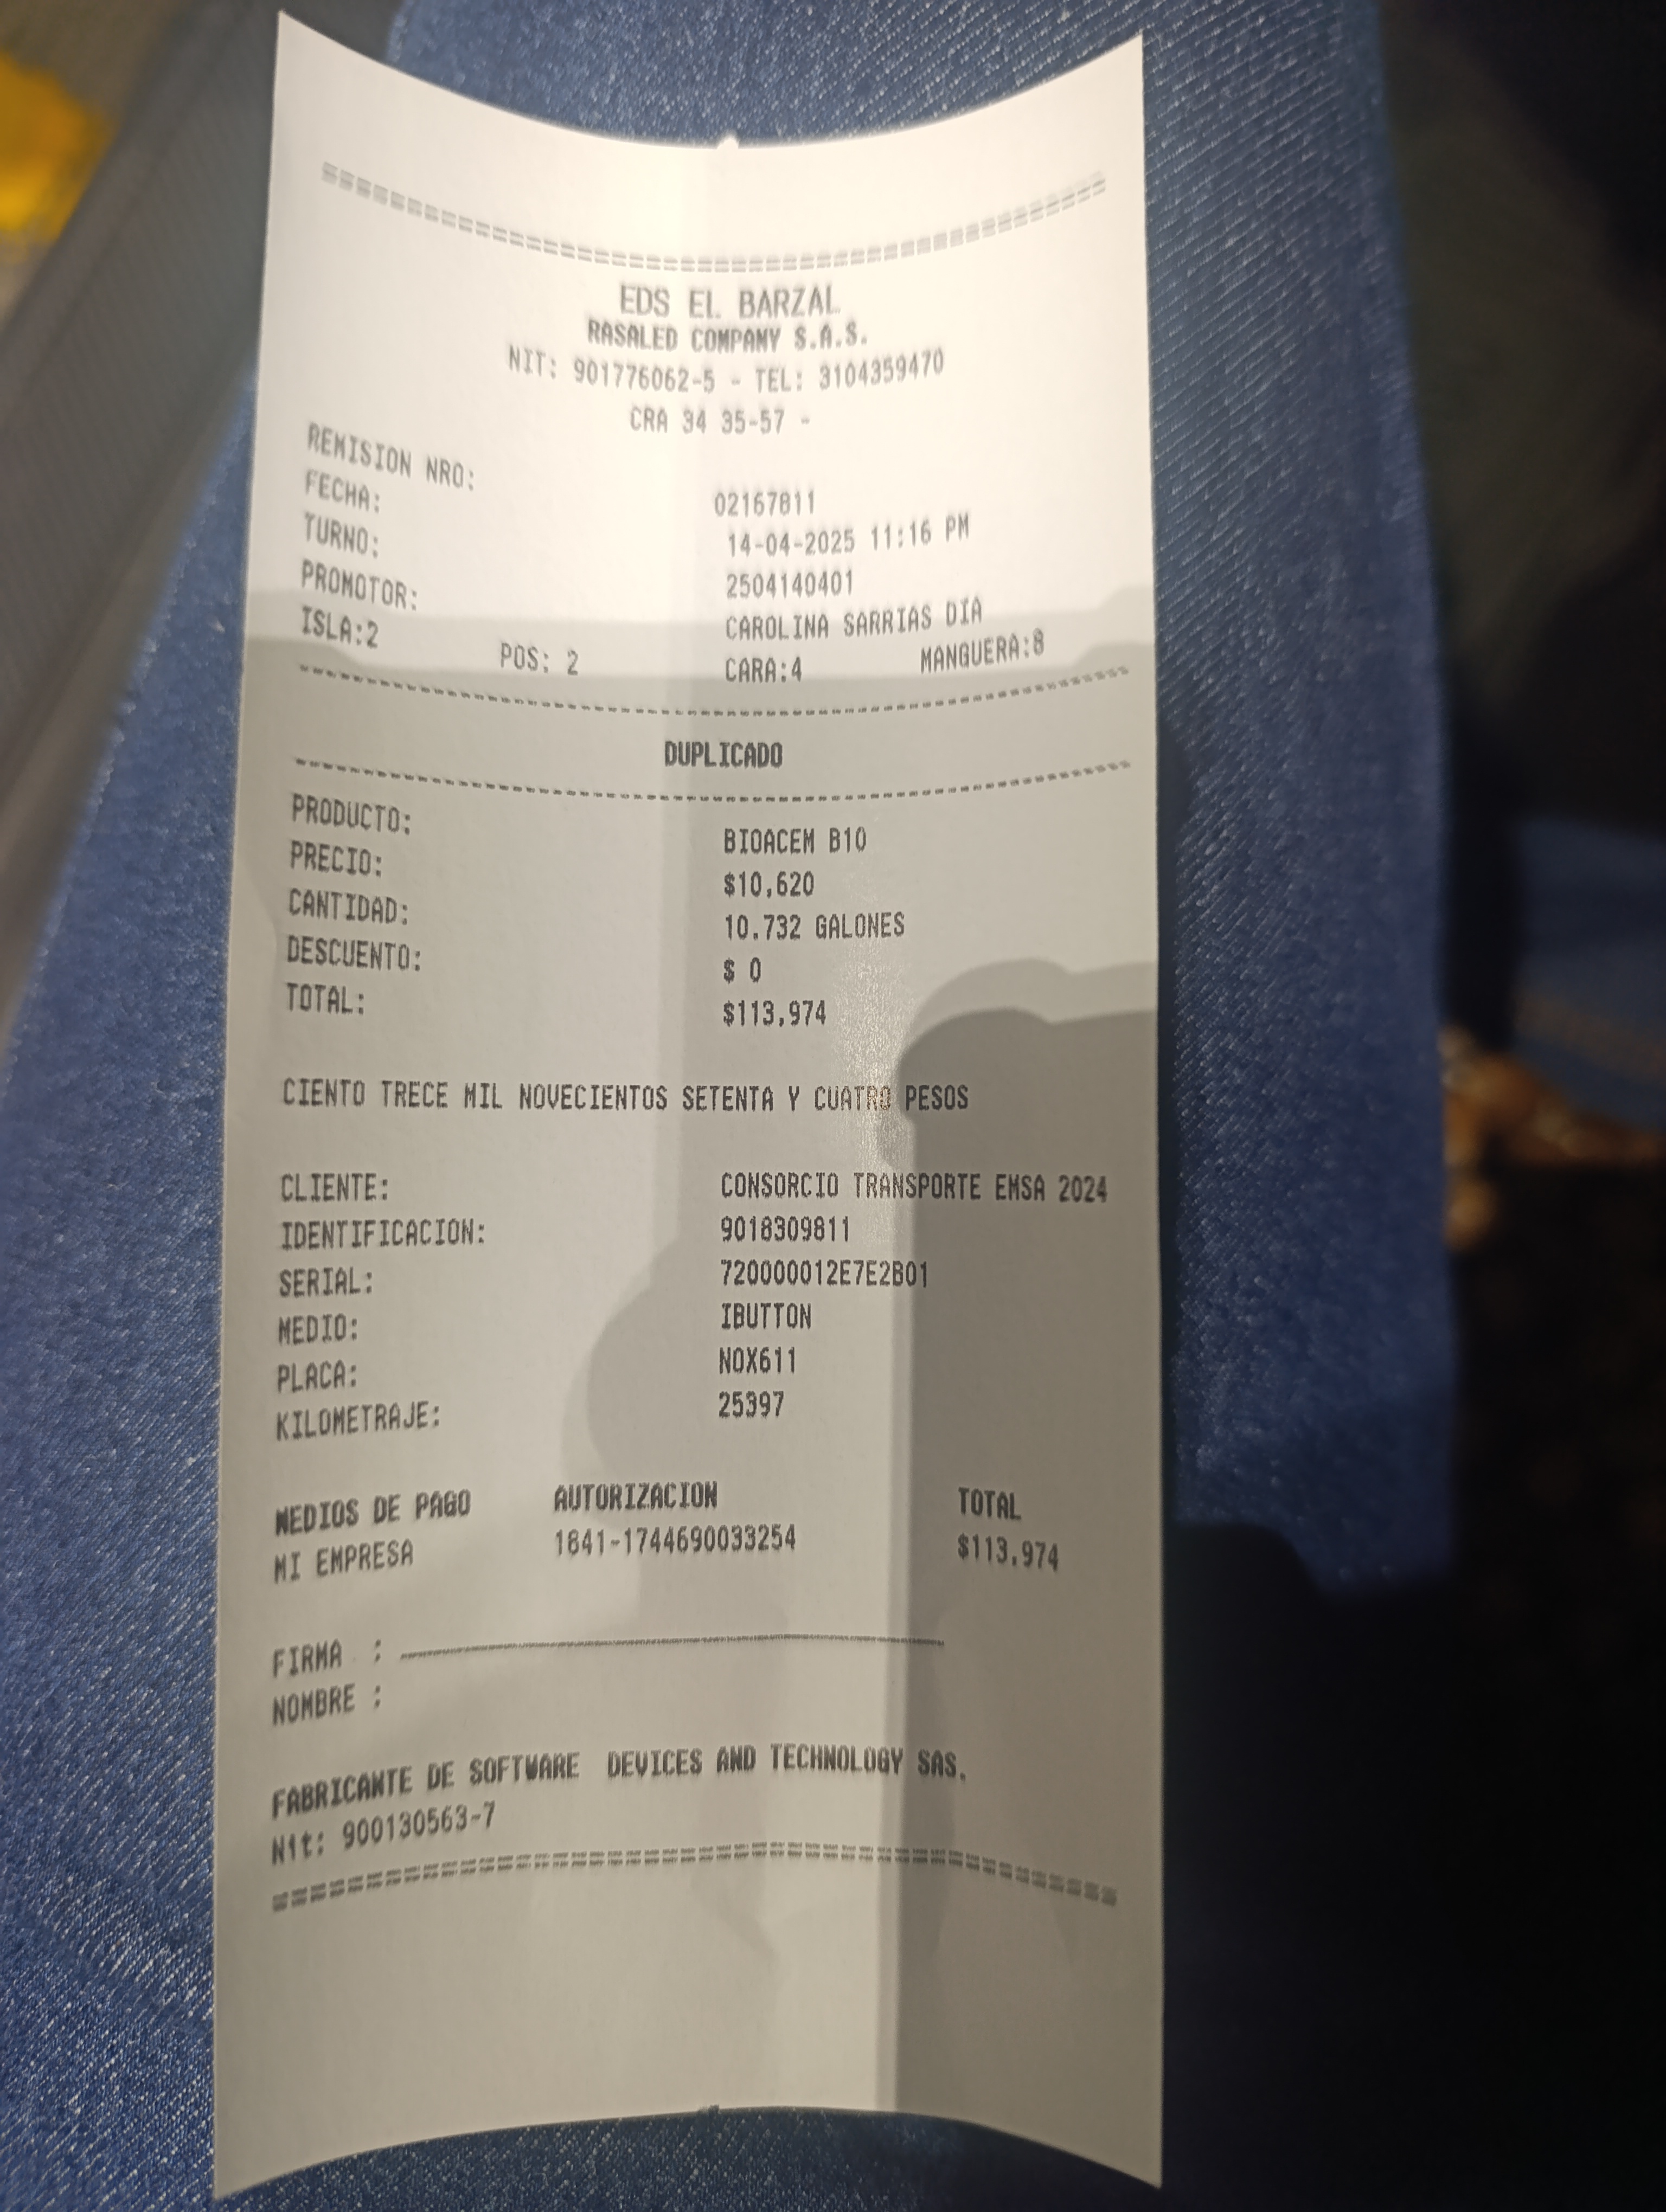 EDS EL BARZAL
RASALED COMPANY S.A.S.
NIT: 901776062-5 - TEL: 3104359470
CRA 34 35-57 -
REMISION NRO: 02167811
FECHA: 14-04-2025 11:16 PM
TURNO: 2504140401
PROMOTOR: CAROLINA SARRIAS DIA
ISLA:2 POS: 2 CARA:4 MANGUERA:8
DUPLICADO
PRODUCTO: BIOACEM B10
PRECIO: $10,620
CANTIDAD: 10.732 GALONES
DESCUENTO: $ 0
TOTAL: $113,974
CIENTO TRECE MIL NOVECIENTOS SETENTA Y CUATRO PESOS
CLIENTE: CONSORCIO TRANSPORTE EMSA 2024
IDENTIFICACION: 9018309811
SERIAL: 720000012E7E2B01
MEDIO: IBUTTON
PLACA: NOX611
KILOMETRAJE: 25397
MEDIOS DE PAGO AUTORIZACION TOTAL
MI EMPRESA 1841-1744690033254 $113,974
FIRMA :
NOMBRE :
FABRICANTE DE SOFTWARE DEVICES AND TECHNOLOGY SAS.
Nit: 900130563-7